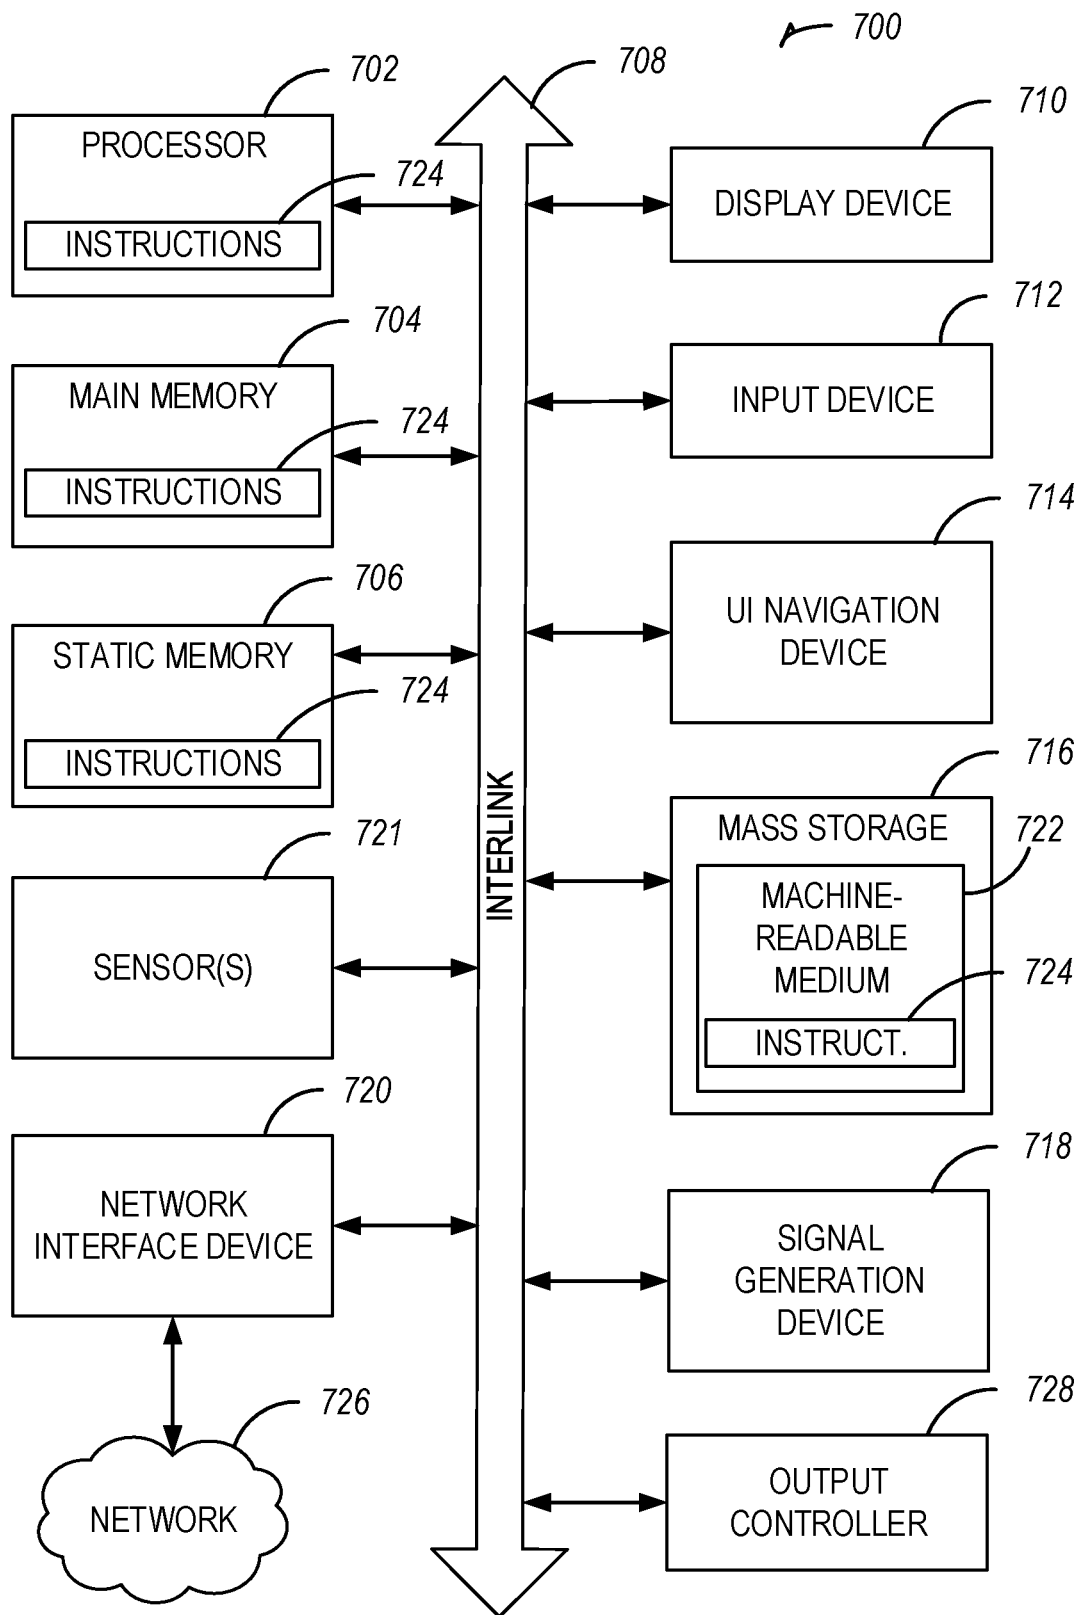 700
702
PROCESSOR
724
INSTRUCTIONS
704
MAIN MEMORY
724
INSTRUCTIONS
706
STATIC MEMORY
724
INSTRUCTIONS
721
SENSOR(S)
720
NETWORK
INTERFACE DEVICE
726
NETWORK
708
INTERLINK
710
DISPLAY DEVICE
712
INPUT DEVICE
714
UI NAVIGATION
DEVICE
716
MASS STORAGE
722
MACHINE-
READABLE
MEDIUM
724
INSTRUCT.
718
SIGNAL
GENERATION
DEVICE
728
OUTPUT
CONTROLLER